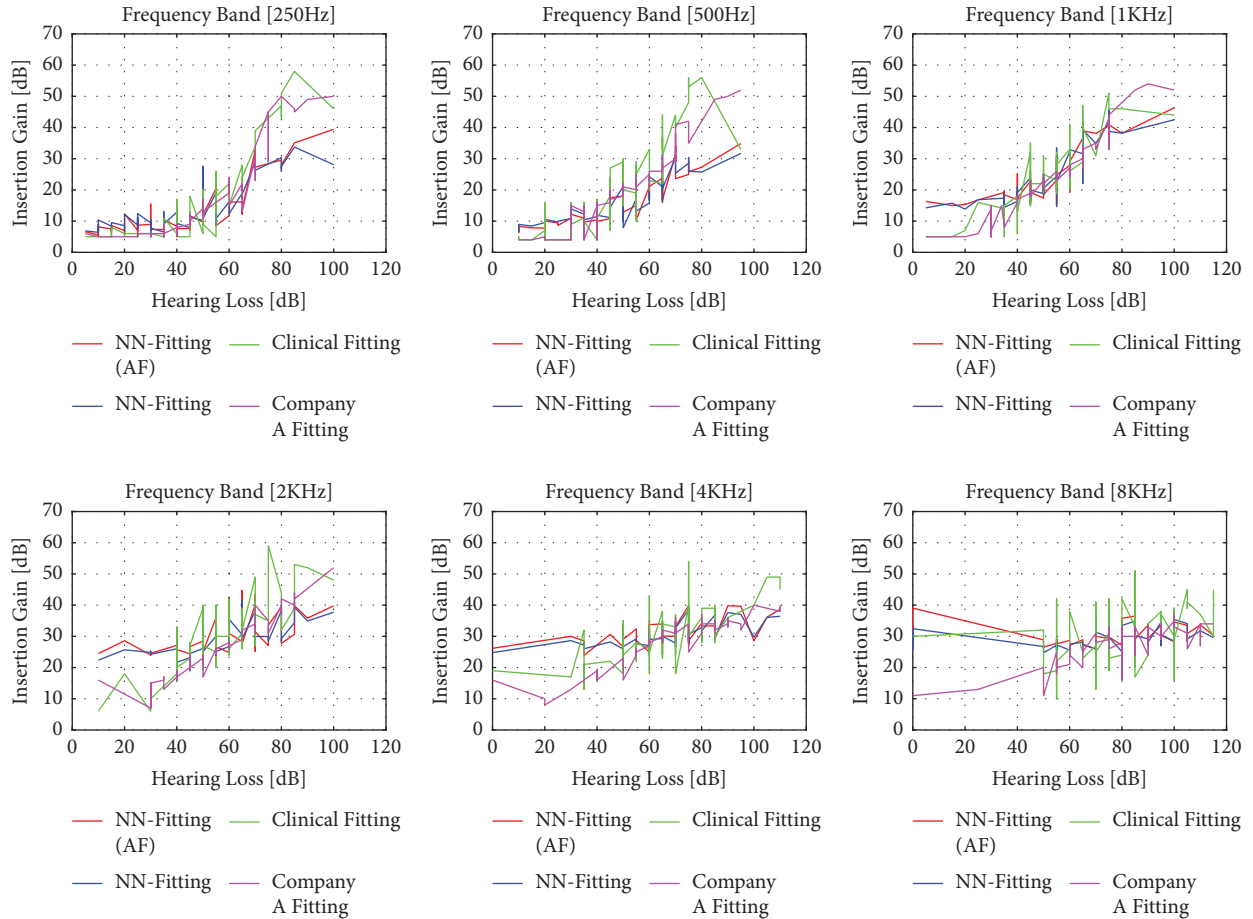 Frequency Band [250Hz]
70
60
50
40
30
20
10
0
Insertion Gain [dB]
0 20 40 60 80 100 120
Hearing Loss [dB]
NN-Fitting
(AF)
Clinical Fitting
NN-Fitting
Company
A Fitting
Frequency Band [500Hz]
70
60
50
40
30
20
10
0
Insertion Gain [dB]
0 20 40 60 80 100 120
Hearing Loss [dB]
NN-Fitting
(AF)
Clinical Fitting
NN-Fitting
Company
A Fitting
Frequency Band [1KHz]
70
60
50
40
30
20
10
0
Insertion Gain [dB]
0 20 40 60 80 100 120
Hearing Loss [dB]
NN-Fitting
(AF)
Clinical Fitting
NN-Fitting
Company
A Fitting
Frequency Band [2KHz]
70
60
50
40
30
20
10
0
Insertion Gain [dB]
0 20 40 60 80 100 120
Hearing Loss [dB]
NN-Fitting
(AF)
Clinical Fitting
NN-Fitting
Company
A Fitting
Frequency Band [4KHz]
70
60
50
40
30
20
10
0
Insertion Gain [dB]
0 20 40 60 80 100 120
Hearing Loss [dB]
NN-Fitting
(AF)
Clinical Fitting
NN-Fitting
Company
A Fitting
Frequency Band [8KHz]
70
60
50
40
30
20
10
0
Insertion Gain [dB]
0 20 40 60 80 100 120
Hearing Loss [dB]
NN-Fitting
(AF)
Clinical Fitting
NN-Fitting
Company
A Fitting